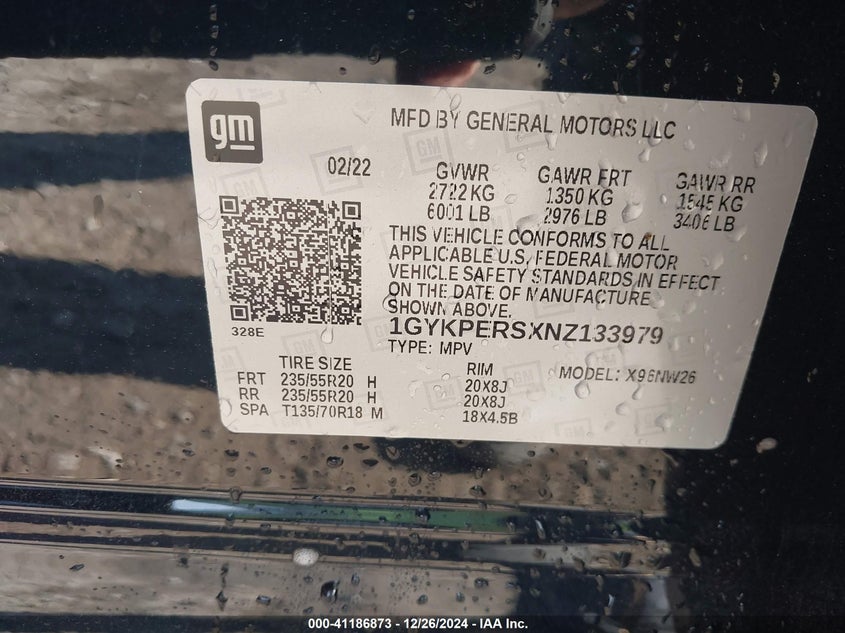 gm
MFD BY GENERAL MOTORS LLC
02/22
GVWR
2722 KG
6001 LB
GAWR FRT
1350 KG
2976 LB
GAWR RR
1545 KG
3406 LB
THIS VEHICLE CONFORMS TO ALL
APPLICABLE U.S. FEDERAL MOTOR
VEHICLE SAFETY STANDARDS IN EFFECT
ON THE DATE OF MANUFACTURE
SHOWN ABOVE.
1GYKPERSXNZ133979
TYPE: MPV
328E
TIRE SIZE
FRT 235/55R20 H
RR 235/55R20 H
SPA T135/70R18 M
RIM
20X8J
20X8J
18X4.5B
MODEL: X96NW26
000-41186873 - 12/26/2024 - IAA Inc.